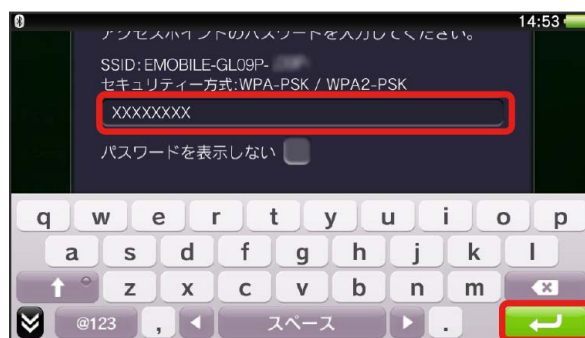 14:53
アクセスポイントのパスワードを入力してください。
SSID: EMOBILE-GL09P-
セキュリティー方式:WPA-PSK / WPA2-PSK
XXXXXXXX
パスワードを表示しない
q w e r t y u i o p
a s d f g h j k l
z x c v b n m
@123 , スペース .